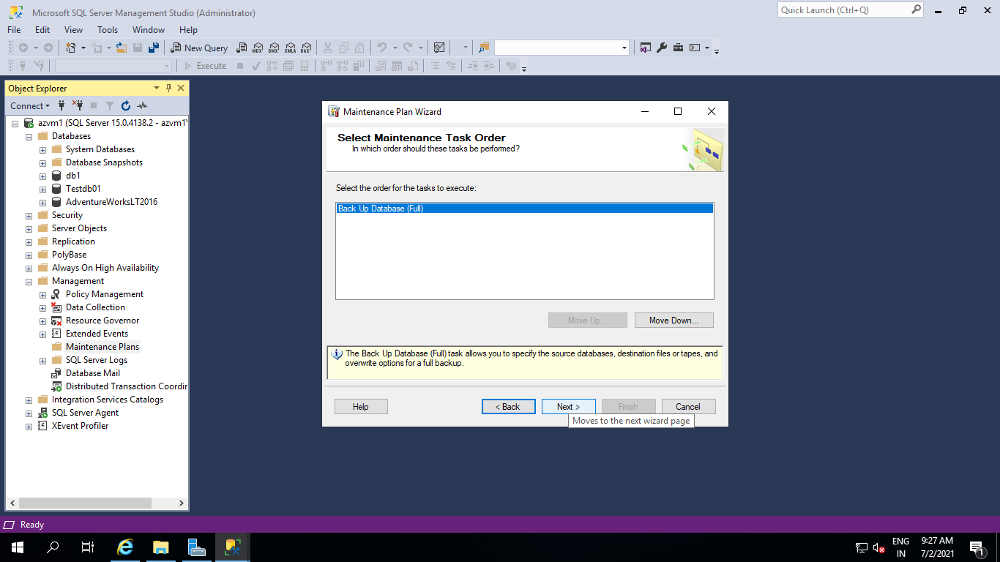 Microsoft SQL Server Management Studio (Administrator)
Quick Launch (Ctrl+Q)
File Edit View Tools Window Help
New Query
MDX DMX XMLA DAX
Execute
Object Explorer
Connect
azvm1 (SQL Server 15.0.4138.2 - azvm1\
Databases
System Databases
Database Snapshots
db1
Testdb01
AdventureWorksLT2016
Security
Server Objects
Replication
PolyBase
Always On High Availability
Management
Policy Management
Data Collection
Resource Governor
Extended Events
Maintenance Plans
SQL Server Logs
Database Mail
Distributed Transaction Coordin
Integration Services Catalogs
SQL Server Agent
XEvent Profiler
Maintenance Plan Wizard
Select Maintenance Task Order
In which order should these tasks be performed?
Select the order for the tasks to execute:
Back Up Database (Full)
Move Up... Move Down...
The Back Up Database (Full) task allows you to specify the source databases, destination files or tapes, and
overwrite options for a full backup.
Help < Back Next > Finish Cancel
Moves to the next wizard page
Ready
ENG
IN
9:27 AM
7/2/2021
1